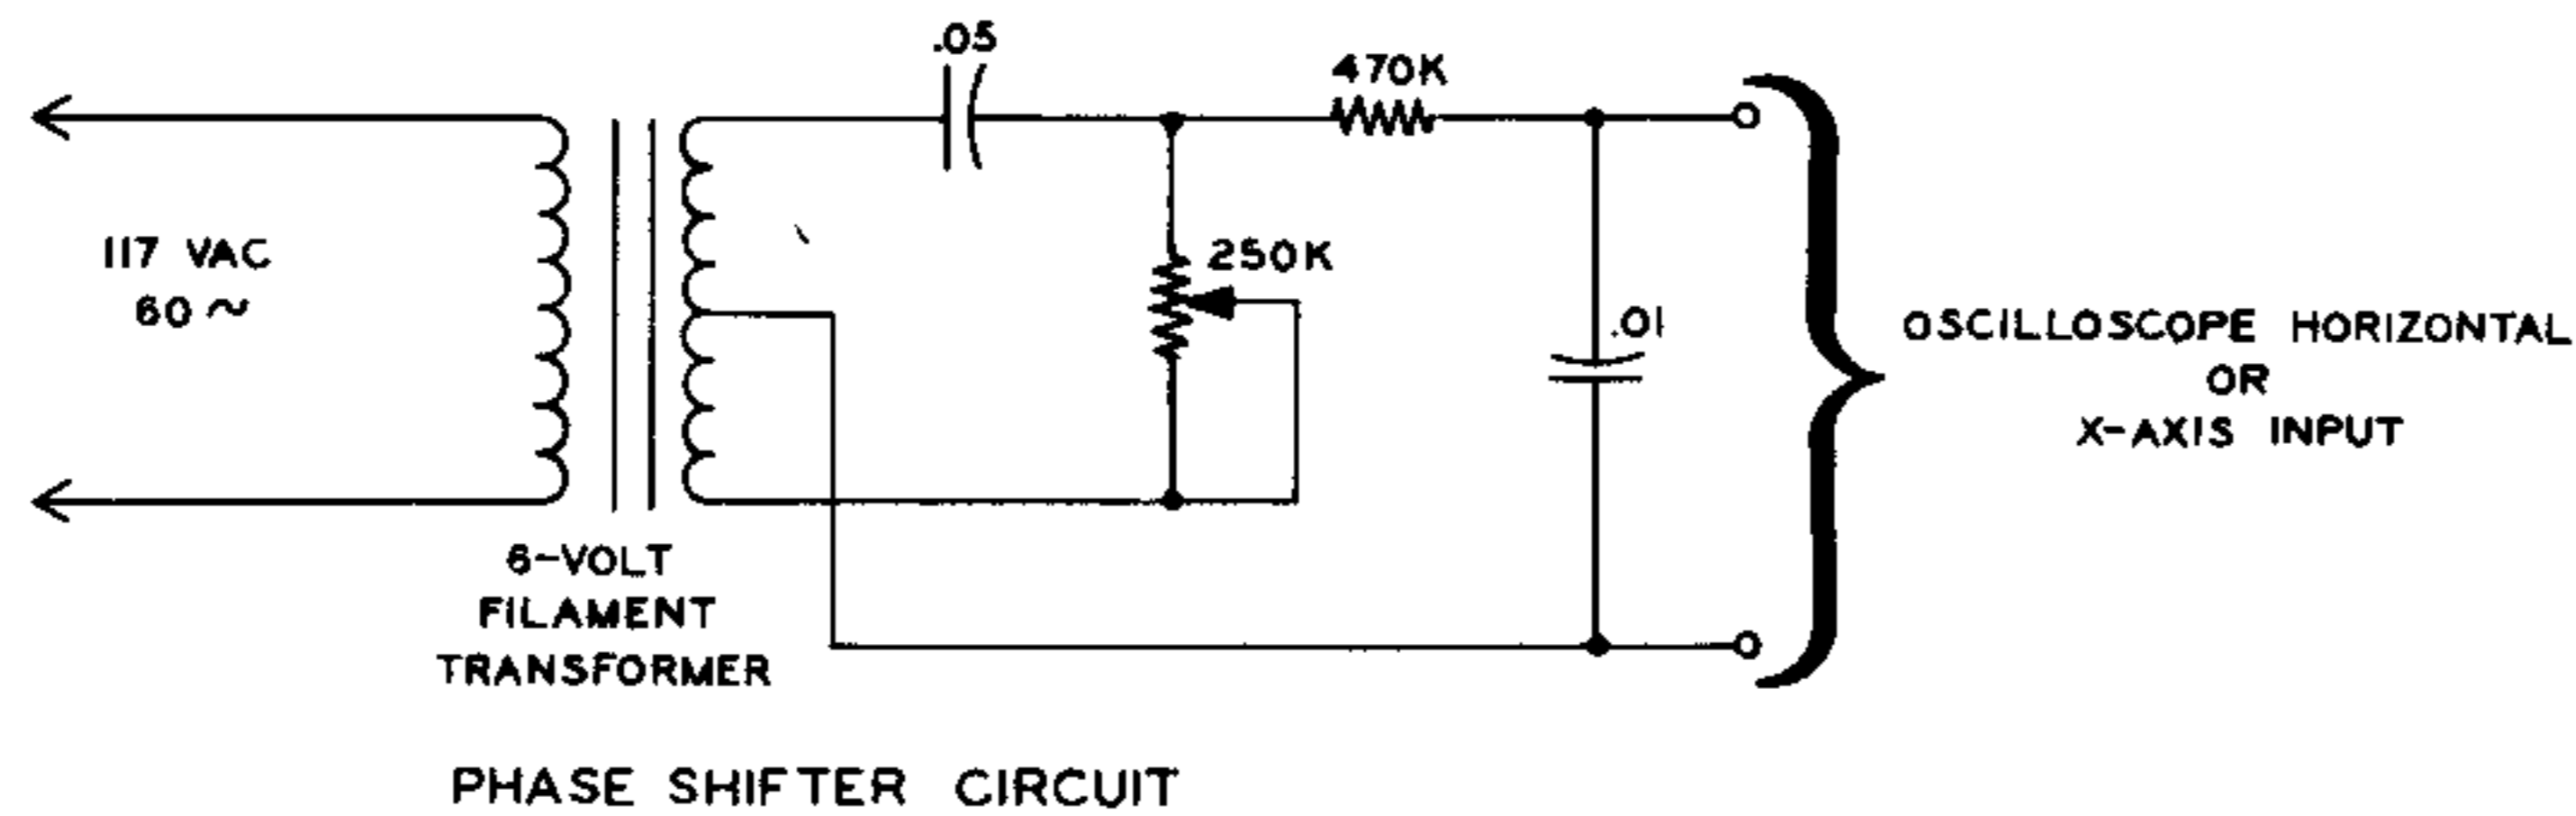 .05
470K
117 VAC
60 ~
250K
.01
OSCILLOSCOPE HORIZONTAL
OR
X-AXIS INPUT
6-VOLT
FILAMENT
TRANSFORMER
PHASE SHIFTER CIRCUIT